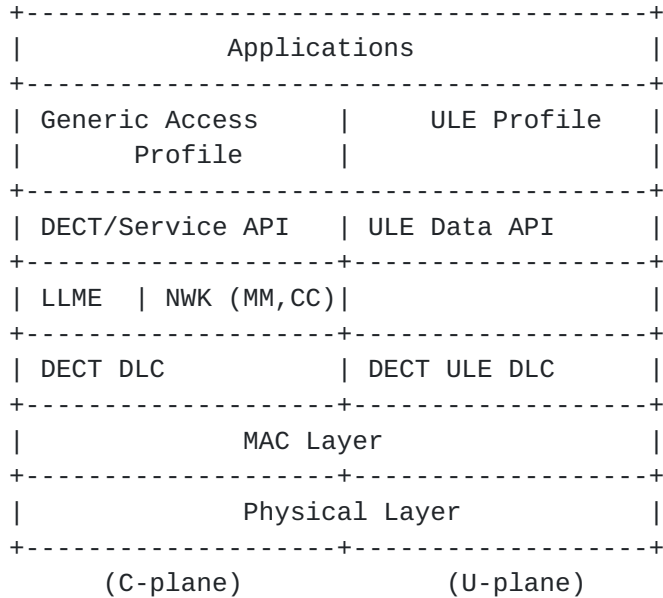 +----------------------------------------+
|             Applications               |
+----------------------------------------+
| Generic Access     |     ULE Profile   |
|       Profile      |                   |
+----------------------------------------+
| DECT/Service API   | ULE Data API      |
+--------------------+-------------------+
| LLME  | NWK (MM,CC)|                   |
+--------------------+-------------------+
| DECT DLC           | DECT ULE DLC      |
+--------------------+-------------------+
|              MAC Layer                 |
+--------------------+-------------------+
|              Physical Layer            |
+--------------------+-------------------+
      (C-plane)             (U-plane)